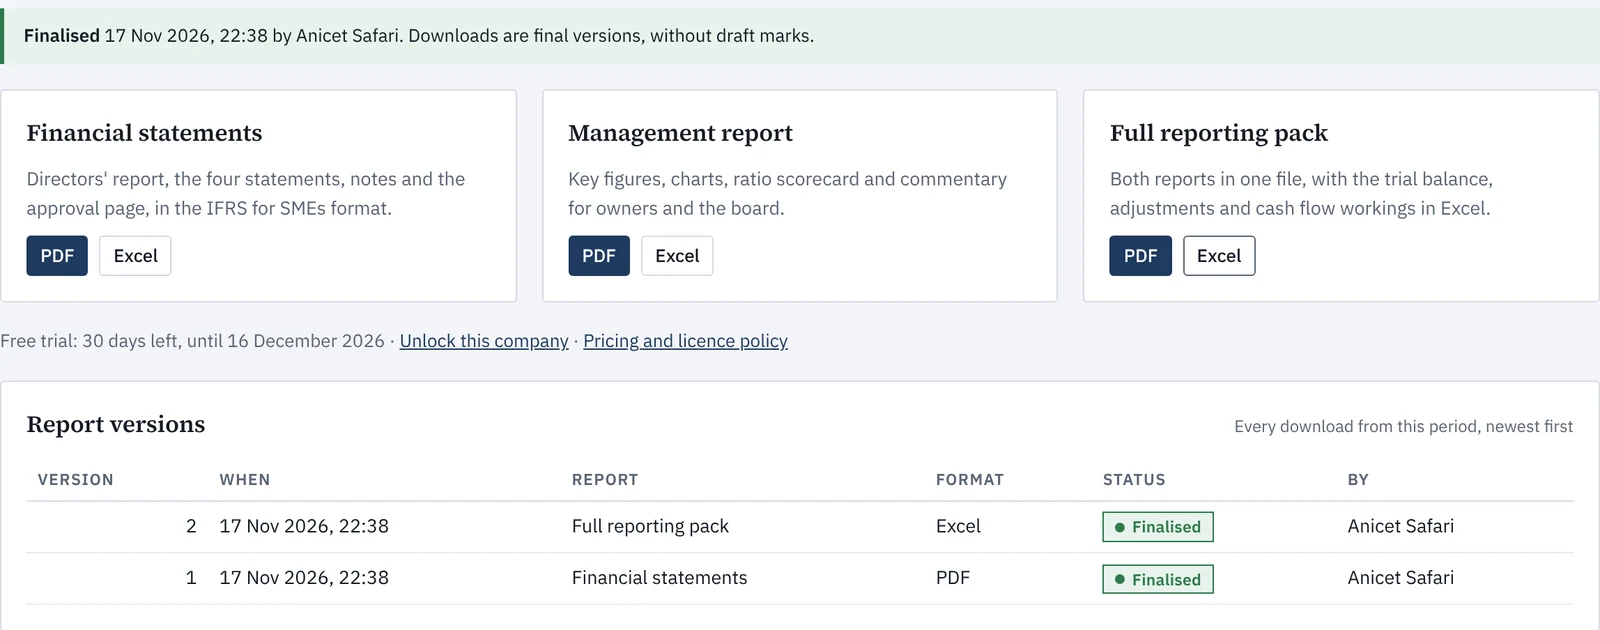 Finalised 17 Nov 2026, 22:38 by Anicet Safari. Downloads are final versions, without draft marks.
Financial statements
Directors' report, the four statements, notes and the
approval page, in the IFRS for SMEs format.
PDF Excel
Management report
Key figures, charts, ratio scorecard and commentary
for owners and the board.
PDF Excel
Full reporting pack
Both reports in one file, with the trial balance,
adjustments and cash flow workings in Excel.
PDF Excel
Free trial: 30 days left, until 16 December 2026 · Unlock this company · Pricing and licence policy
Report versions
Every download from this period, newest first
VERSION WHEN REPORT FORMAT STATUS BY
2 17 Nov 2026, 22:38 Full reporting pack Excel Finalised Anicet Safari
1 17 Nov 2026, 22:38 Financial statements PDF Finalised Anicet Safari